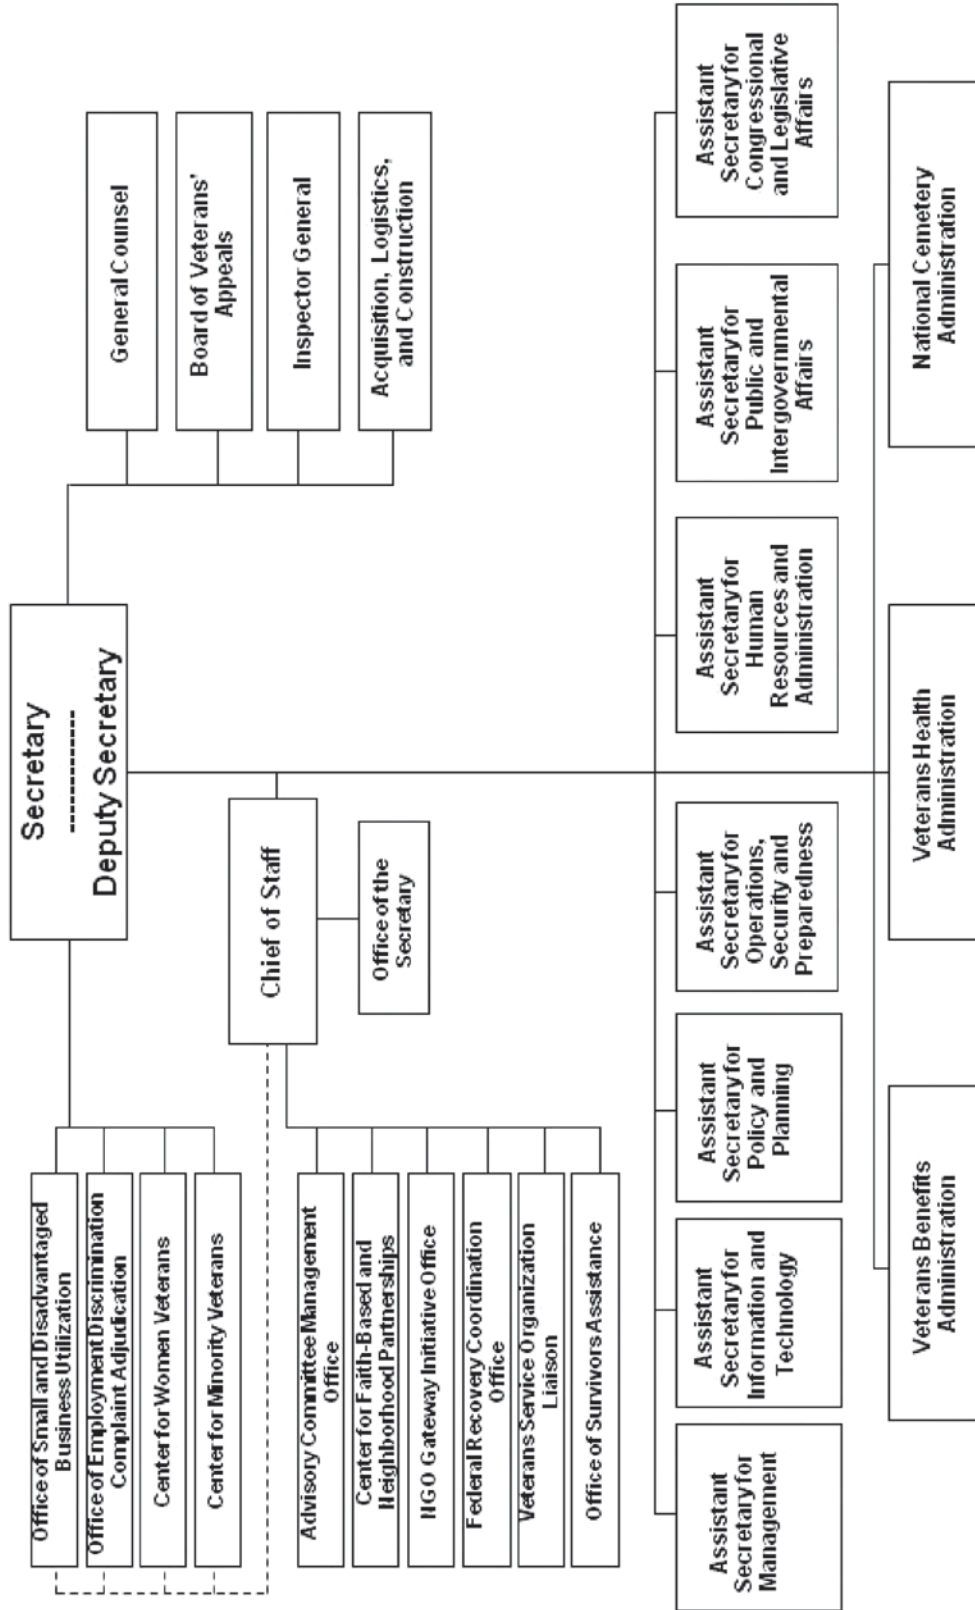 Secretary
------------
Deputy Secretary
Office of Small and Disadvantaged
Business Utilization
Office of Employment Discrimination
Complaint Adjudication
Center for Women Veterans
Center for Minority Veterans
General Counsel
Board of Veterans'
Appeals
Inspector General
Acquisition, Logistics,
and Construction
Chief of Staff
Office of the
Secretary
Advisory Committee Management
Office
Center for Faith-Based and
Neighborhood Partnerships
NGO Gateway Initiative Office
Federal Recovery Coordination
Office
Veterans Service Organization
Liaison
Office of Survivors Assistance
Assistant
Secretary for
Management
Assistant
Secretary for
Information and
Technology
Assistant
Secretary for
Policy and
Planning
Assistant
Secretary for
Operations,
Security and
Preparedness
Assistant
Secretary for
Human
Resources and
Administration
Assistant
Secretary for
Public and
Intergovernmental
Affairs
Assistant
Secretary for
Congressional
and Legislative
Affairs
Veterans Benefits
Administration
Veterans Health
Administration
National Cemetery
Administration